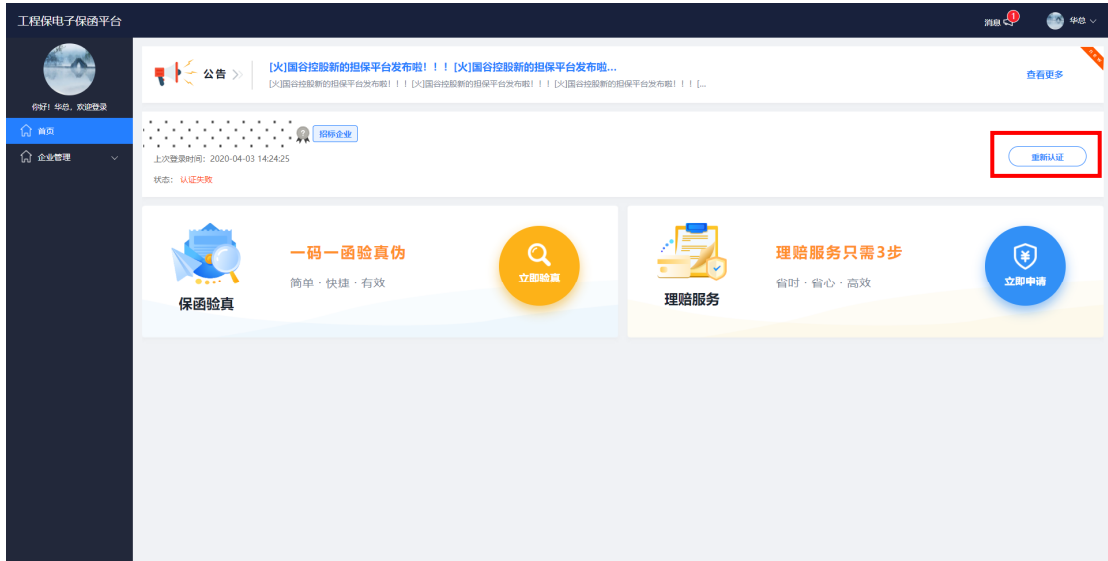 工程保电子保函平台
消息 1
华总
你好！华总，欢迎登录
首页
企业管理
公告
[火]国谷控股新的担保平台发布啦！！！[火]国谷控股新的担保平台发布啦...
[火]国谷控股新的担保平台发布啦！！！[火]国谷控股新的担保平台发布啦！！！[火]国谷控股新的担保平台发布啦！！！[...
查看更多
NEW
招标企业
上次登录时间：2020-04-03 14:24:25
状态：认证失败
重新认证
保函验真
一码一函验真伪
简单·快捷·有效
立即验真
理赔服务
理赔服务只需3步
省时·省心·高效
立即申请